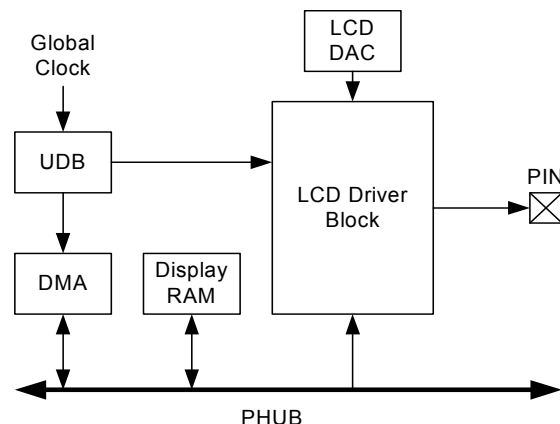 Global
Clock
LCD
DAC
UDB
LCD Driver
Block
PIN
DMA
Display
RAM
PHUB